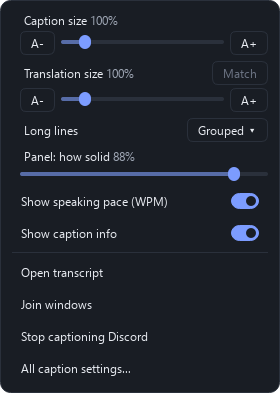 Caption size 100%
A- A+
Translation size 100% Match
A- A+
Long lines Grouped
Panel: how solid 88%
Show speaking pace (WPM)
Show caption info
Open transcript
Join windows
Stop captioning Discord
All caption settings...